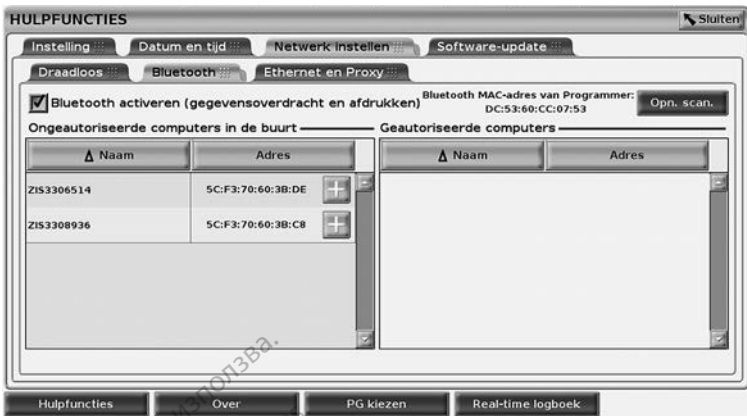 HULPFUNCTIES
Sluiten
Instelling Datum en tijd Netwerk instellen Software-update
Draadloos Bluetooth Ethernet en Proxy
Bluetooth activeren (gegevensoverdracht en afdrukken)
Bluetooth MAC-adres van Programmer:
DC:53:60:CC:07:53
Opn. scan.
Ongeautoriseerde computers in de buurt
Geautoriseerde computers
Δ Naam Adres
Δ Naam Adres
ZIS3306514 5C:F3:70:60:3B:DE +
ZIS3308936 5C:F3:70:60:3B:C8 +
използва.
Hulpfuncties Over PG kiezen Real-time logboek